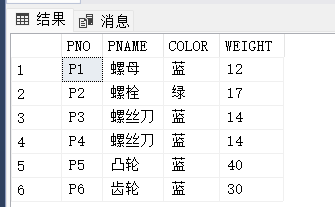 结果 消息
PNO PNAME COLOR WEIGHT
1 P1 螺母 蓝 12
2 P2 螺栓 绿 17
3 P3 螺丝刀 蓝 14
4 P4 螺丝刀 蓝 14
5 P5 凸轮 蓝 40
6 P6 齿轮 蓝 30